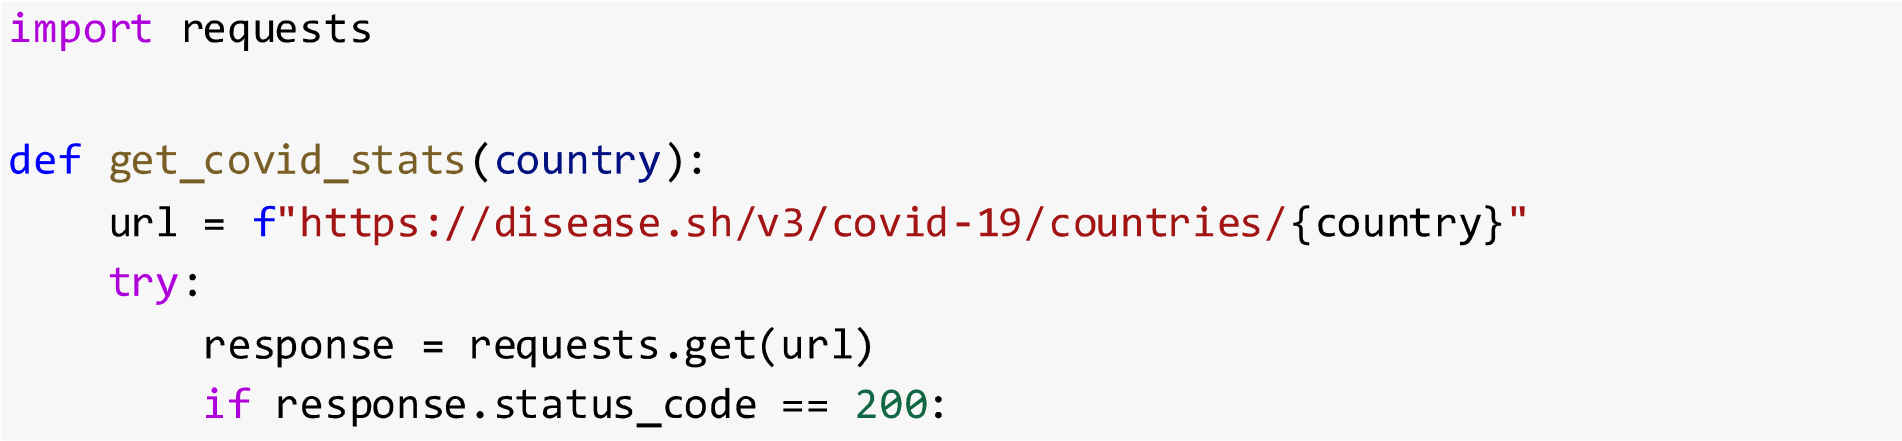 import requests

def get_covid_stats(country):
    url = f"https://disease.sh/v3/covid-19/countries/{country}"
    try:
        response = requests.get(url)
        if response.status_code == 200: